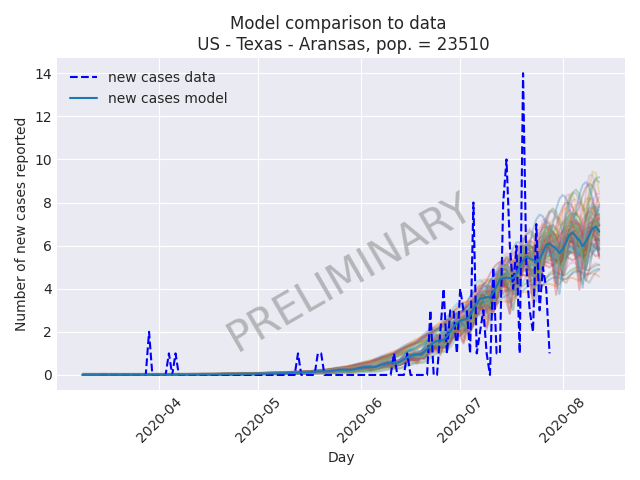 Model comparison to data
US - Texas - Aransas, pop. = 23510
new cases data
new cases model
Number of new cases reported
14
12
10
8
6
4
2
0
PRELIMINARY
2020-04
2020-05
2020-06
2020-07
2020-08
Day